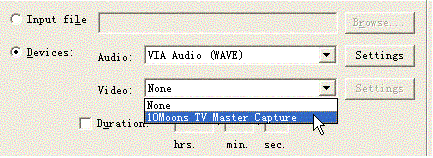 Input file
Browse...
Devices:
Audio:
VIA Audio (WAVE)
Settings
Video:
None
Settings
None
10Moons TV Master Capture
Duration:
hrs.
min.
sec.